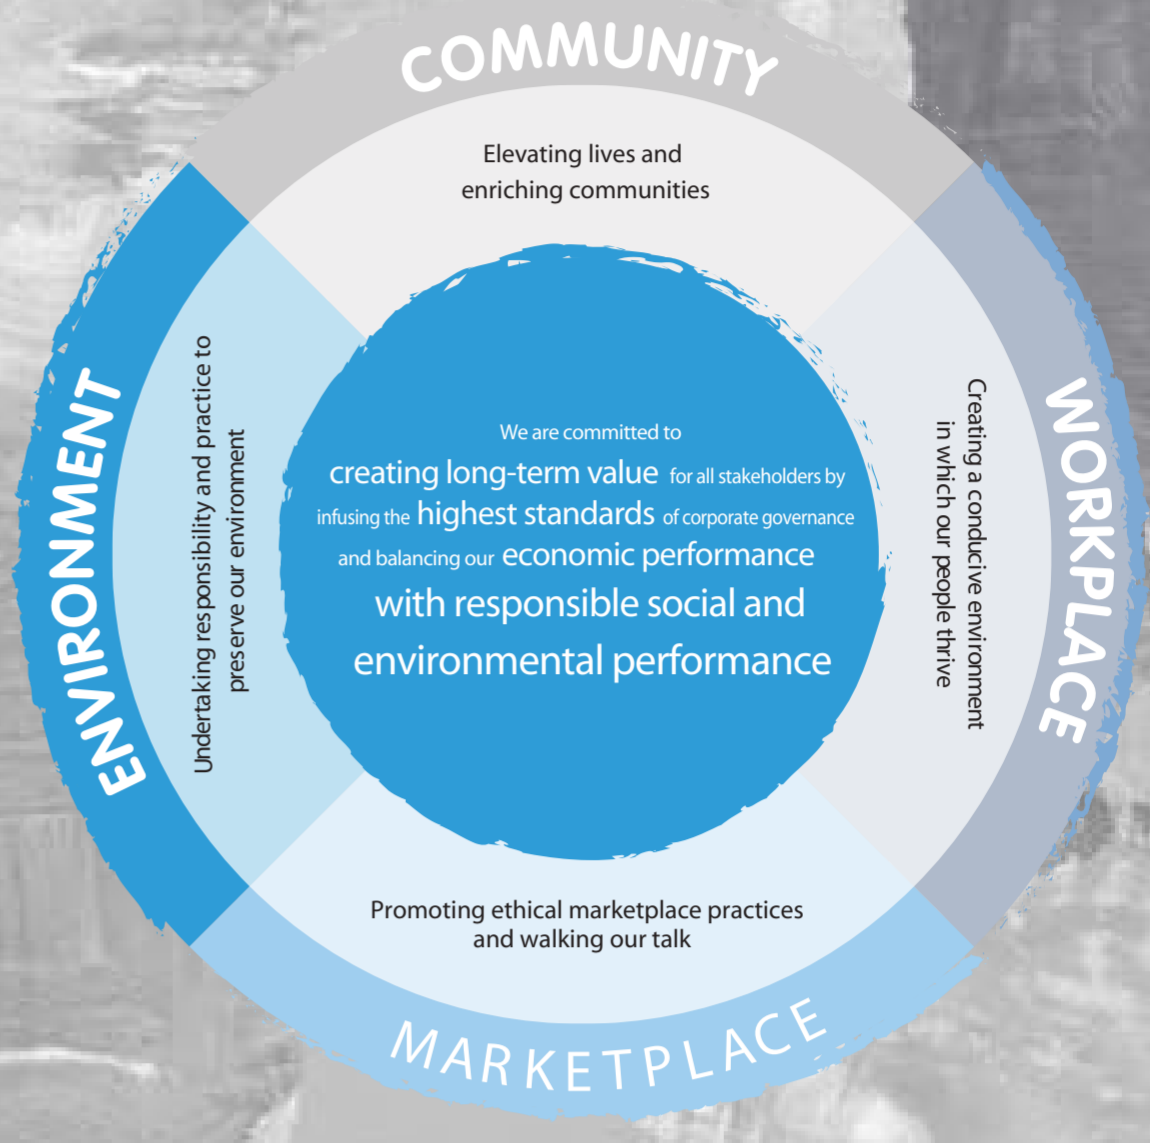 COMMUNITY
Elevating lives and
enriching communities
ENVIRONMENT
Undertaking responsibility and practice to
preserve our environment
We are committed to
creating long-term value for all stakeholders by
infusing the highest standards of corporate governance
and balancing our economic performance
with responsible social and
environmental performance
Creating a conducive environment
in which our people thrive
WORKPLACE
Promoting ethical marketplace practices
and walking our talk
MARKETPLACE